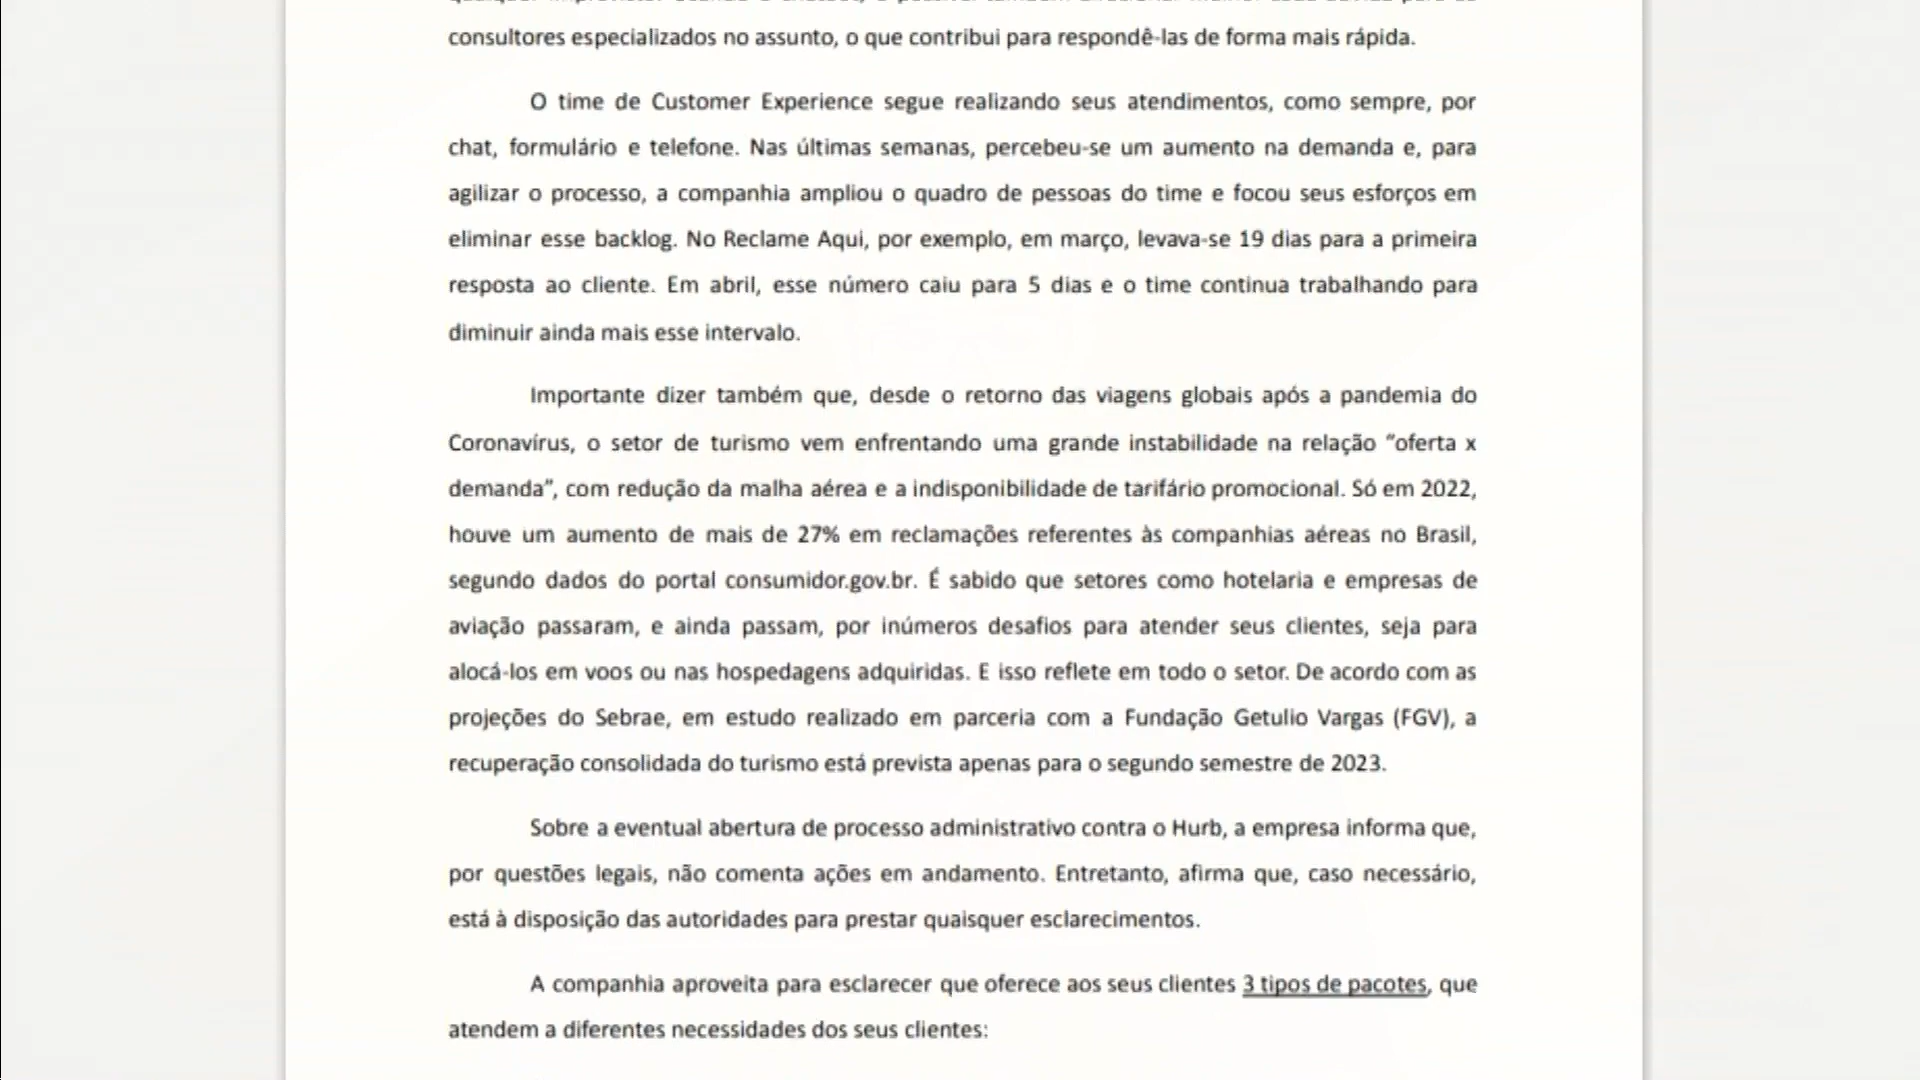 consultores especializados no assunto, o que contribui para respondê-las de forma mais rápida.
O time de Customer Experience segue realizando seus atendimentos, como sempre, por
chat, formulário e telefone. Nas últimas semanas, percebeu-se um aumento na demanda e, para
agilizar o processo, a companhia ampliou o quadro de pessoas do time e focou seus esforços em
eliminar esse backlog. No Reclame Aqui, por exemplo, em março, levava-se 19 dias para a primeira
resposta ao cliente. Em abril, esse número caiu para 5 dias e o time continua trabalhando para
diminuir ainda mais esse intervalo.
Importante dizer também que, desde o retorno das viagens globais após a pandemia do
Coronavírus, o setor de turismo vem enfrentando uma grande instabilidade na relação “oferta x
demanda”, com redução da malha aérea e a indisponibilidade de tarifário promocional. Só em 2022,
houve um aumento de mais de 27% em reclamações referentes às companhias aéreas no Brasil,
segundo dados do portal consumidor.gov.br. É sabido que setores como hotelaria e empresas de
aviação passaram, e ainda passam, por inúmeros desafios para atender seus clientes, seja para
alocá-los em voos ou nas hospedagens adquiridas. E isso reflete em todo o setor. De acordo com as
projeções do Sebrae, em estudo realizado em parceria com a Fundação Getulio Vargas (FGV), a
recuperação consolidada do turismo está prevista apenas para o segundo semestre de 2023.
Sobre a eventual abertura de processo administrativo contra o Hurb, a empresa informa que,
por questões legais, não comenta ações em andamento. Entretanto, afirma que, caso necessário,
está à disposição das autoridades para prestar quaisquer esclarecimentos.
A companhia aproveita para esclarecer que oferece aos seus clientes 3 tipos de pacotes, que
atendem a diferentes necessidades dos seus clientes: